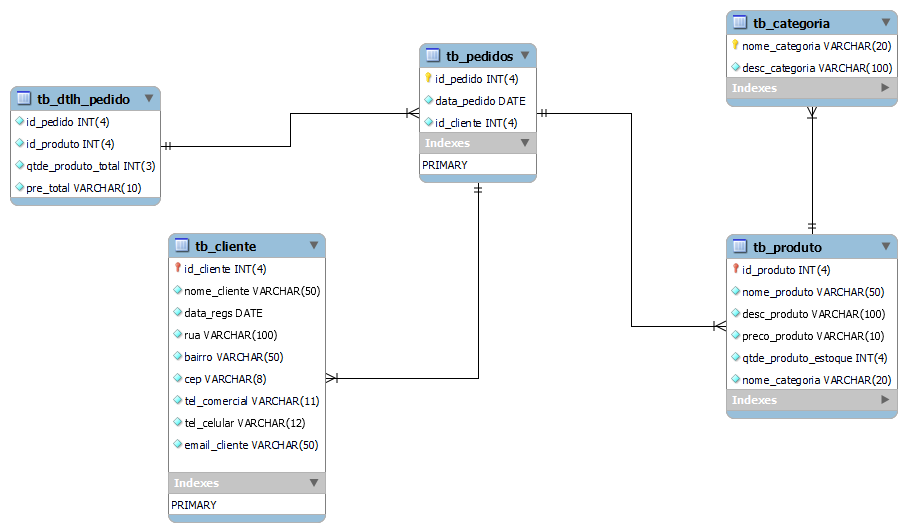 tb_categoria
nome_categoria VARCHAR(20)
desc_categoria VARCHAR(100)
Indexes
tb_pedidos
id_pedido INT(4)
data_pedido DATE
id_cliente INT(4)
Indexes
PRIMARY
tb_dtlh_pedido
id_pedido INT(4)
id_produto INT(4)
qtde_produto_total INT(3)
pre_total VARCHAR(10)
tb_cliente
id_cliente INT(4)
nome_cliente VARCHAR(50)
data_regs DATE
rua VARCHAR(100)
bairro VARCHAR(50)
cep VARCHAR(8)
tel_comercial VARCHAR(11)
tel_celular VARCHAR(12)
email_cliente VARCHAR(50)
Indexes
PRIMARY
tb_produto
id_produto INT(4)
nome_produto VARCHAR(50)
desc_produto VARCHAR(100)
preco_produto VARCHAR(10)
qtde_produto_estoque INT(4)
nome_categoria VARCHAR(20)
Indexes